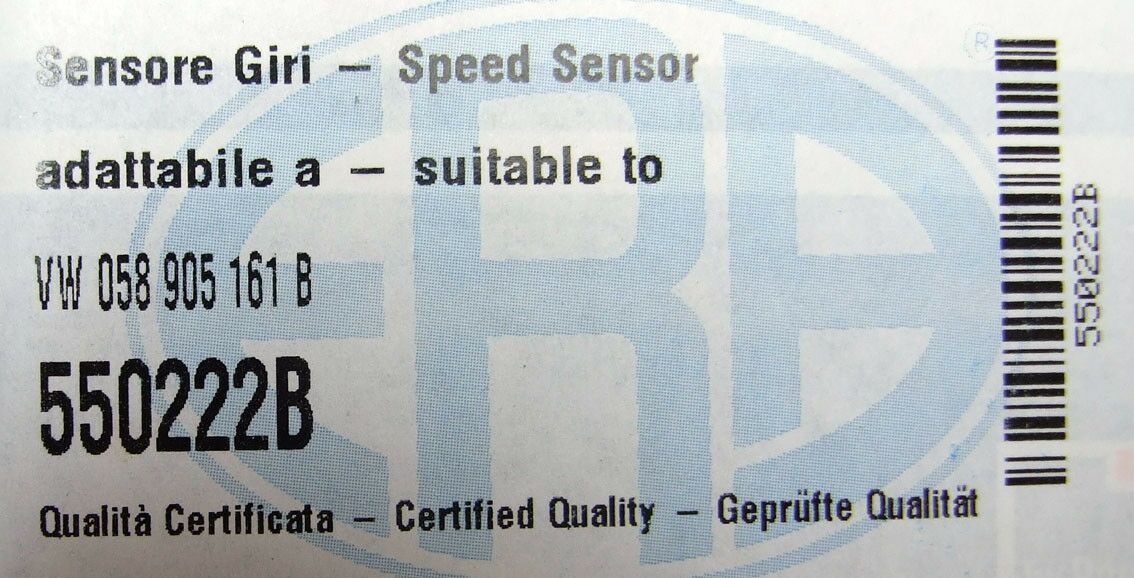 Sensore Giri – Speed Sensor
adattabile a – suitable to
VW 058 905 161 B
550222B
Qualità Certificata – Certified Quality – Geprüfte Qualität
ERA
®
550222B